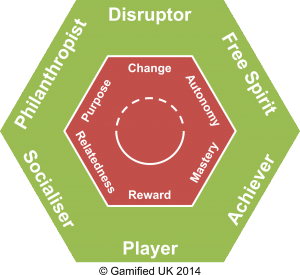 Disruptor
Philanthropist
Free Spirit
Change
Purpose
Autonomy
Relatedness
Mastery
Reward
Socialiser
Achiever
Player
© Gamified UK 2014